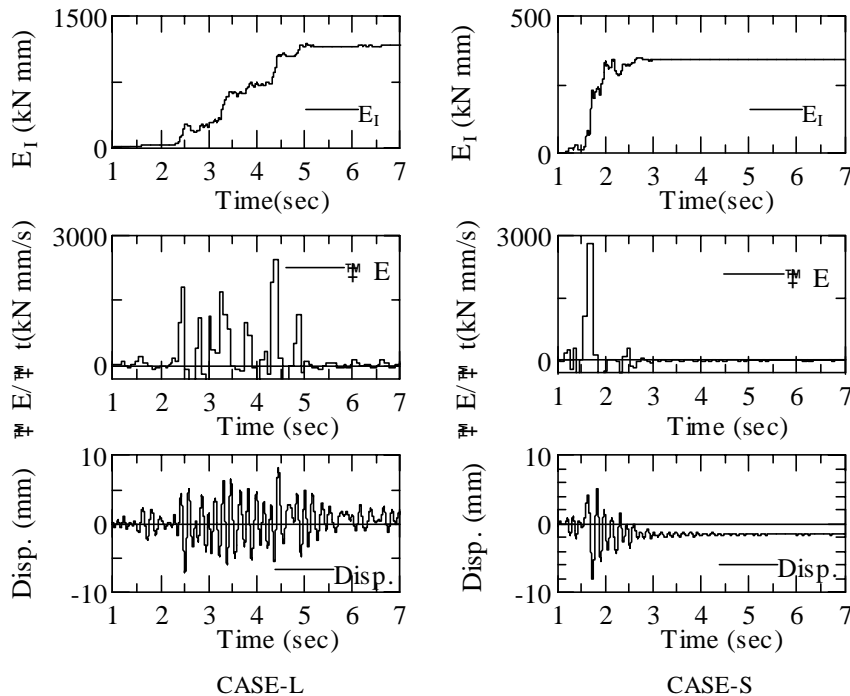 1500
E_I (kN mm)
0
E_I
1 2 3 4 5 6 7
Time(sec)
500
E_I (kN mm)
0
E_I
1 2 3 4 5 6 7
Time(sec)
3000
E/ t(kN mm/s)
0
E
1 2 3 4 5 6 7
Time (sec)
3000
E/ t(kN mm/s)
0
E
1 2 3 4 5 6 7
Time (sec)
10
Disp. (mm)
0
-10
Disp.
1 2 3 4 5 6 7
Time (sec)
10
Disp. (mm)
0
-10
Disp.
1 2 3 4 5 6 7
Time (sec)
CASE-L
CASE-S